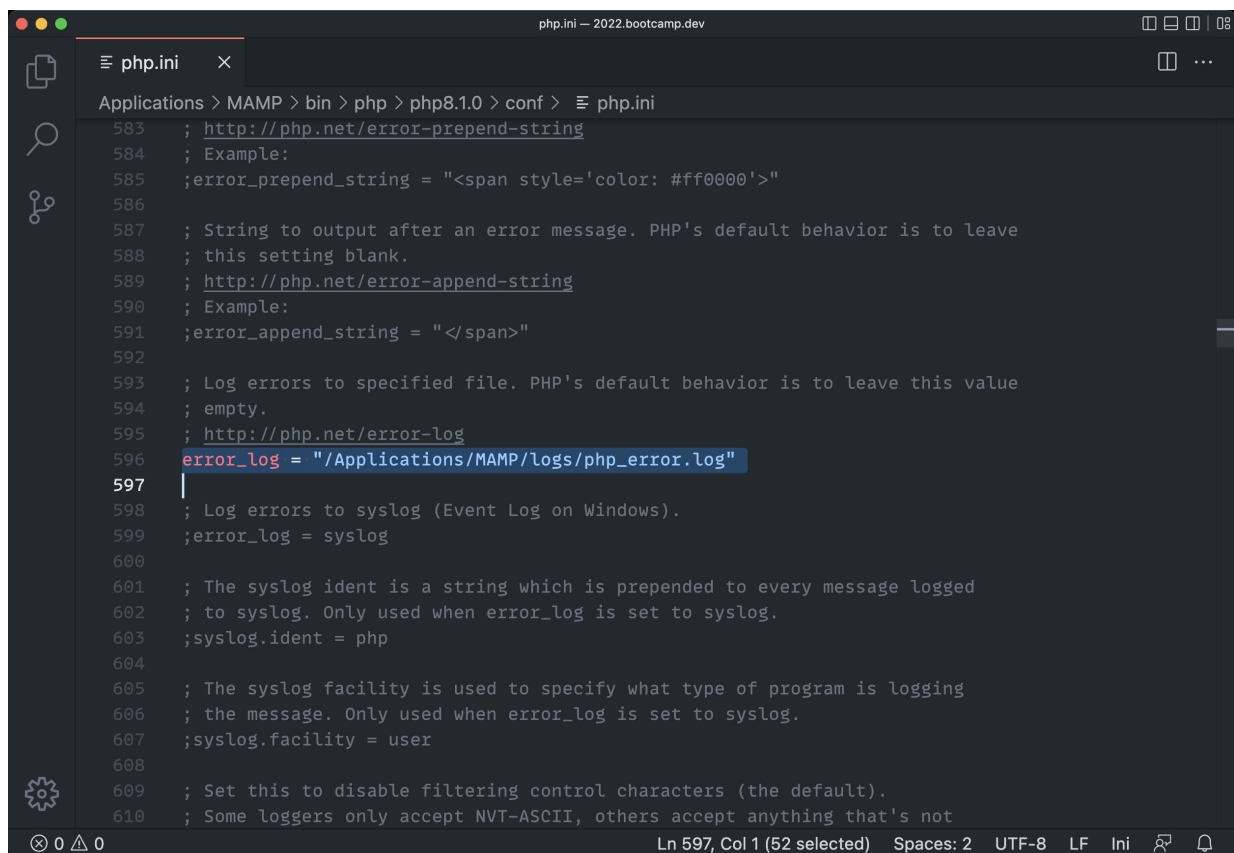 php.ini — 2022.bootcamp.dev
php.ini
Applications > MAMP > bin > php > php8.1.0 > conf > php.ini
583 ; http://php.net/error-prepend-string
584 ; Example:
585 ;error_prepend_string = "<span style='color: #ff0000'>"
586
587 ; String to output after an error message. PHP's default behavior is to leave
588 ; this setting blank.
589 ; http://php.net/error-append-string
590 ; Example:
591 ;error_append_string = "</span>"
592
593 ; Log errors to specified file. PHP's default behavior is to leave this value
594 ; empty.
595 ; http://php.net/error-log
596 error_log = "/Applications/MAMP/logs/php_error.log"
597
598 ; Log errors to syslog (Event Log on Windows).
599 ;error_log = syslog
600
601 ; The syslog ident is a string which is prepended to every message logged
602 ; to syslog. Only used when error_log is set to syslog.
603 ;syslog.ident = php
604
605 ; The syslog facility is used to specify what type of program is logging
606 ; the message. Only used when error_log is set to syslog.
607 ;syslog.facility = user
608
609 ; Set this to disable filtering control characters (the default).
610 ; Some loggers only accept NVT-ASCII, others accept anything that's not
0 0 Ln 597, Col 1 (52 selected) Spaces: 2 UTF-8 LF Ini